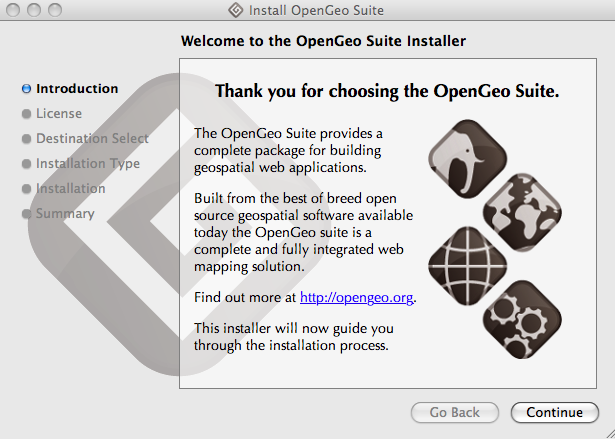 Install OpenGeo Suite
Welcome to the OpenGeo Suite Installer
Introduction
License
Destination Select
Installation Type
Installation
Summary
Thank you for choosing the OpenGeo Suite.
The OpenGeo Suite provides a
complete package for building
geospatial web applications.
Built from the best of breed open
source geospatial software available
today the OpenGeo suite is a
complete and fully integrated web
mapping solution.
Find out more at http://opengeo.org.
This installer will now guide you
through the installation process.
Go Back
Continue